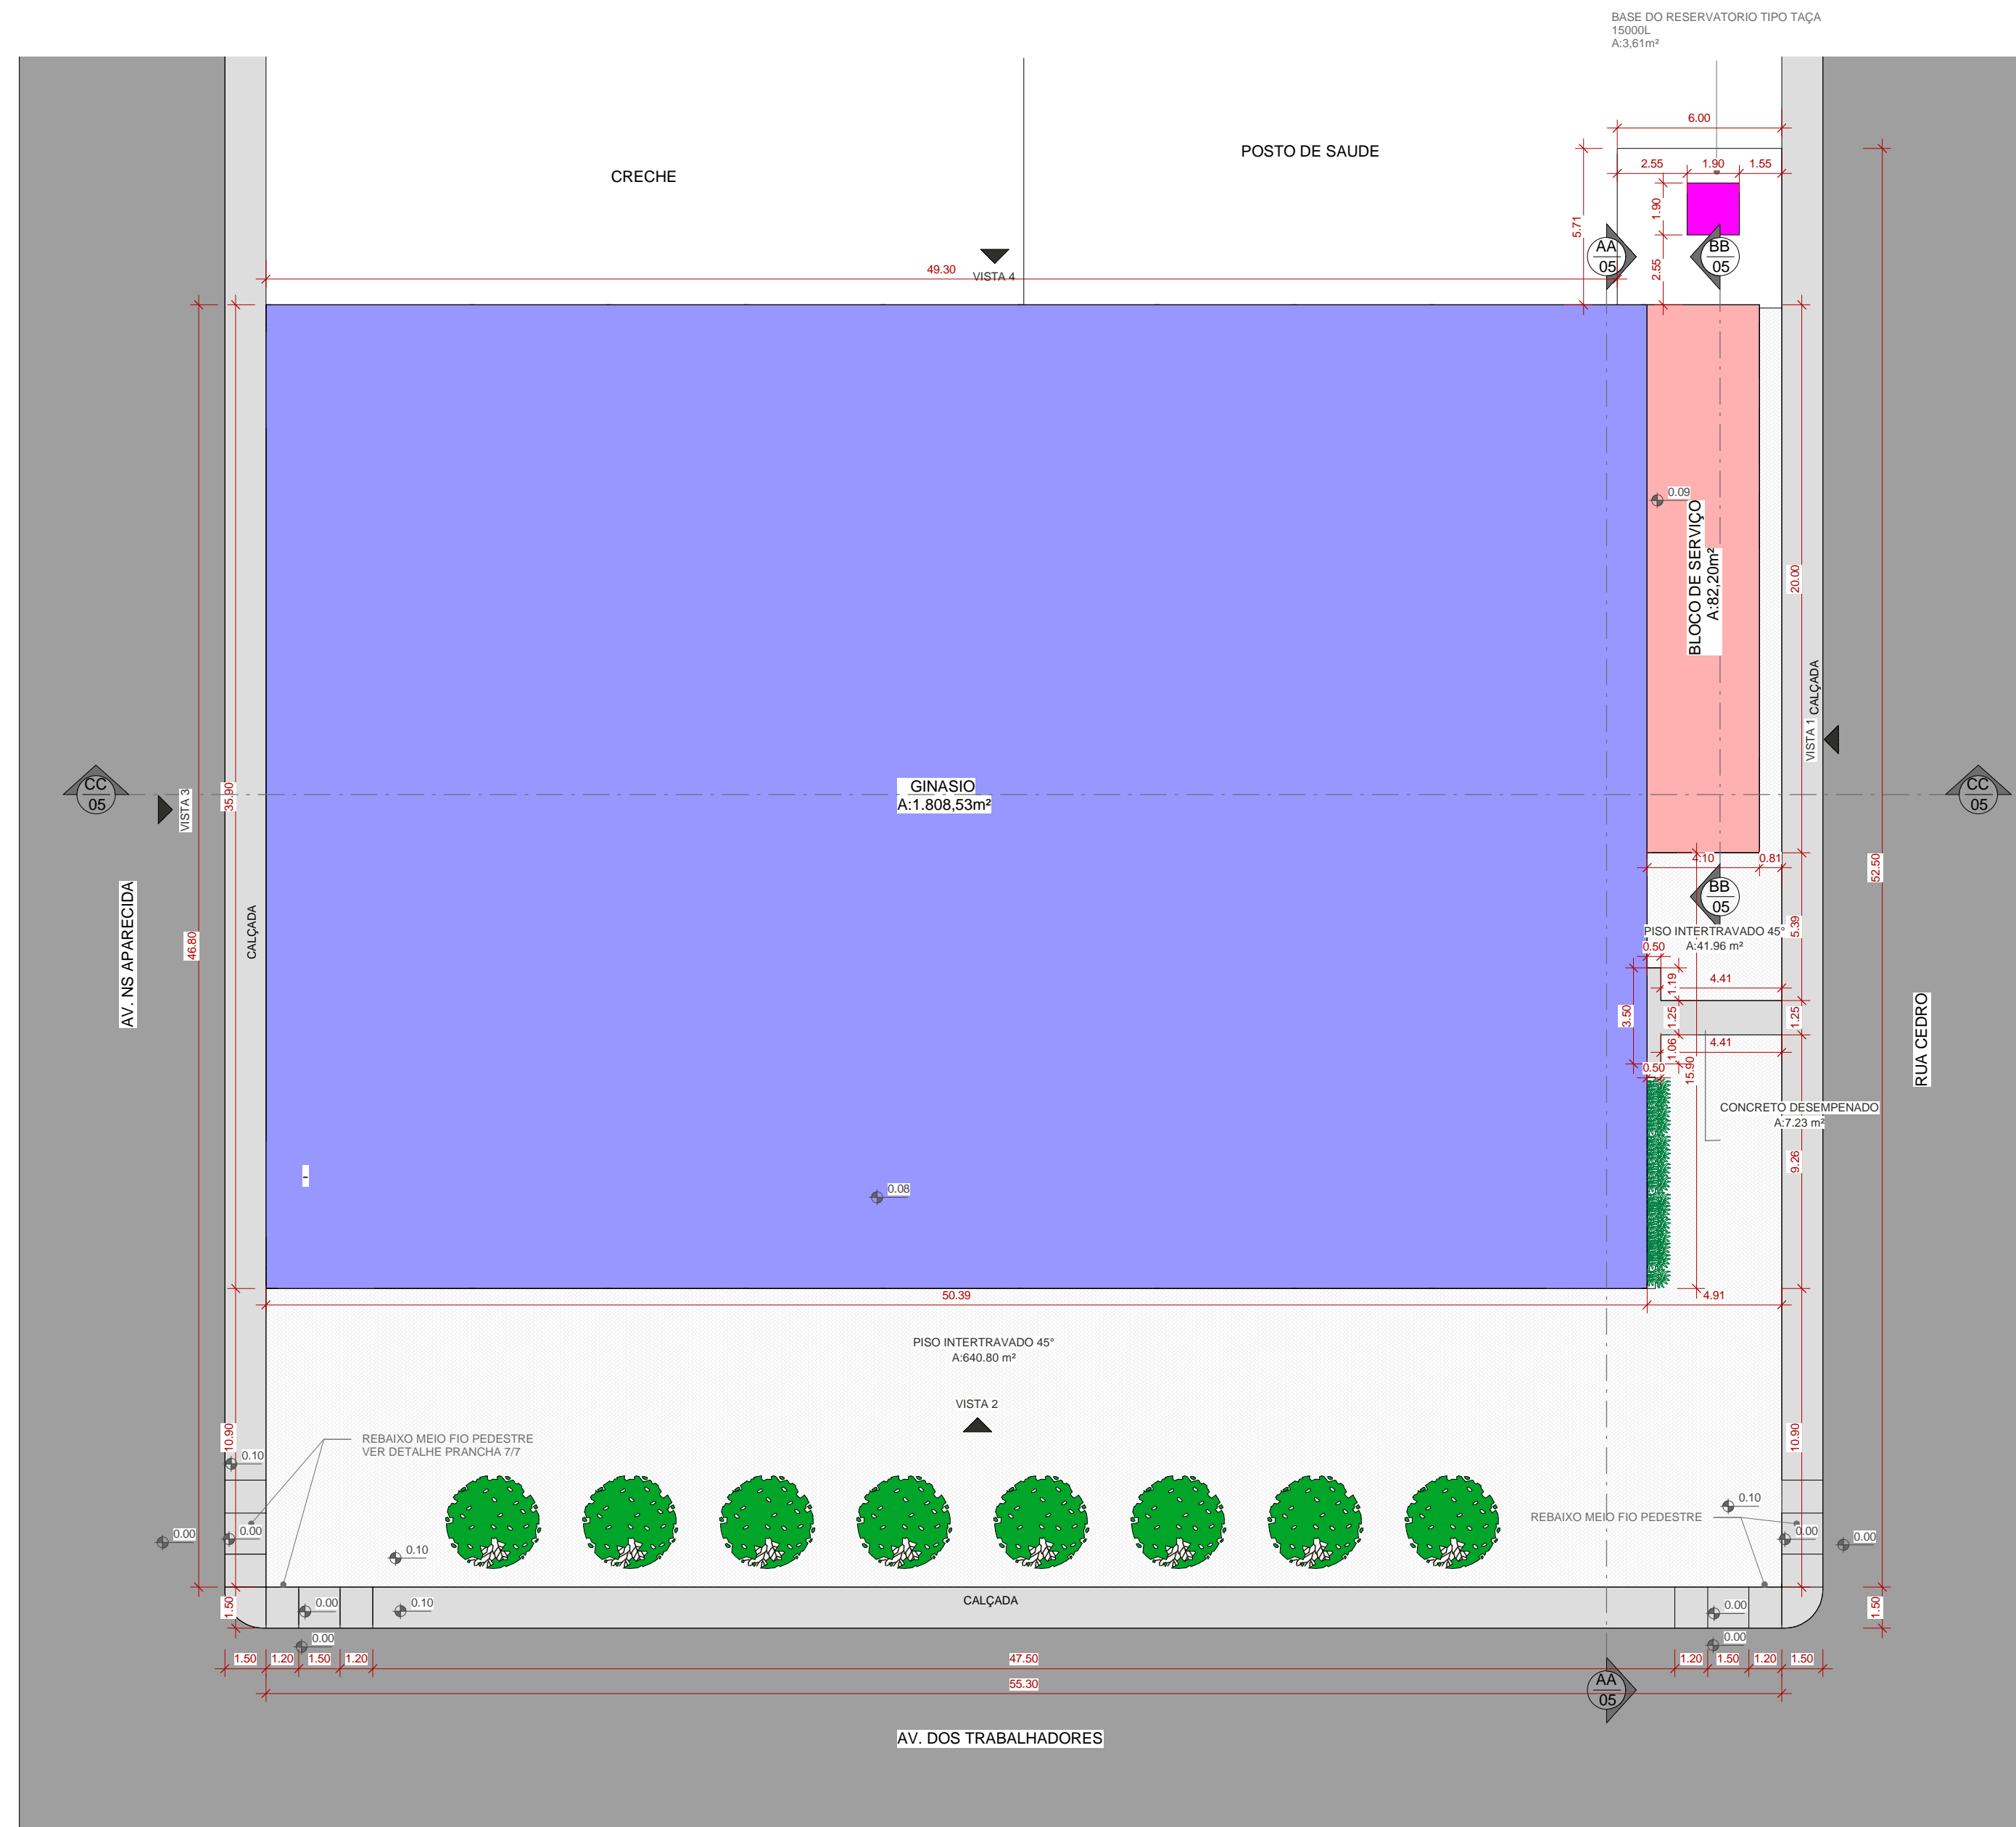 BASE DO RESERVATORIO TIPO TAÇA
15000L
A:3,61m²
6.00
POSTO DE SAUDE
CRECHE
2.55
1.90
1.55
1.90
5.71
2.55
AA
05
BB
05
49.30
VISTA 4
0.09
BLOCO DE SERVIÇO
A:82,20m²
20.00
CALÇADA
VISTA 1
CC
05
VISTA 3
35.90
GINASIO
A:1.808,53m²
CC
05
4.10
0.81
52.50
BB
05
AV. NS APARECIDA
46.80
CALÇADA
PISO INTERTRAVADO 45°
A:41.96 m²
5.39
0.50
1.19
4.41
3.50
1.25
1.25
RUA CEDRO
4.41
1.06
0.50
15.90
CONCRETO DESEMPENADO
A:7.23 m²
9.26
-
0.08
50.39
4.91
PISO INTERTRAVADO 45°
A:640.80 m²
VISTA 2
10.90
REBAIXO MEIO FIO PEDESTRE
VER DETALHE PRANCHA 7/7
10.90
0.10
0.10
REBAIXO MEIO FIO PEDESTRE
0.00
0.00
0.00
0.00
0.10
1.50
0.00
0.10
CALÇADA
0.00
1.50
0.00
0.00
1.50
1.20
1.50
1.20
47.50
1.20
1.50
1.20
1.50
55.30
AA
05
AV. DOS TRABALHADORES